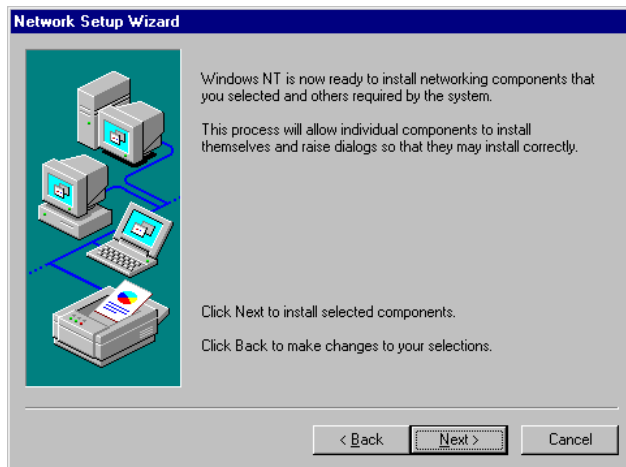 Network Setup Wizard
Windows NT is now ready to install networking components that
you selected and others required by the system.
This process will allow individual components to install
themselves and raise dialogs so that they may install correctly.
Click Next to install selected components.
Click Back to make changes to your selections.
< Back
Next >
Cancel